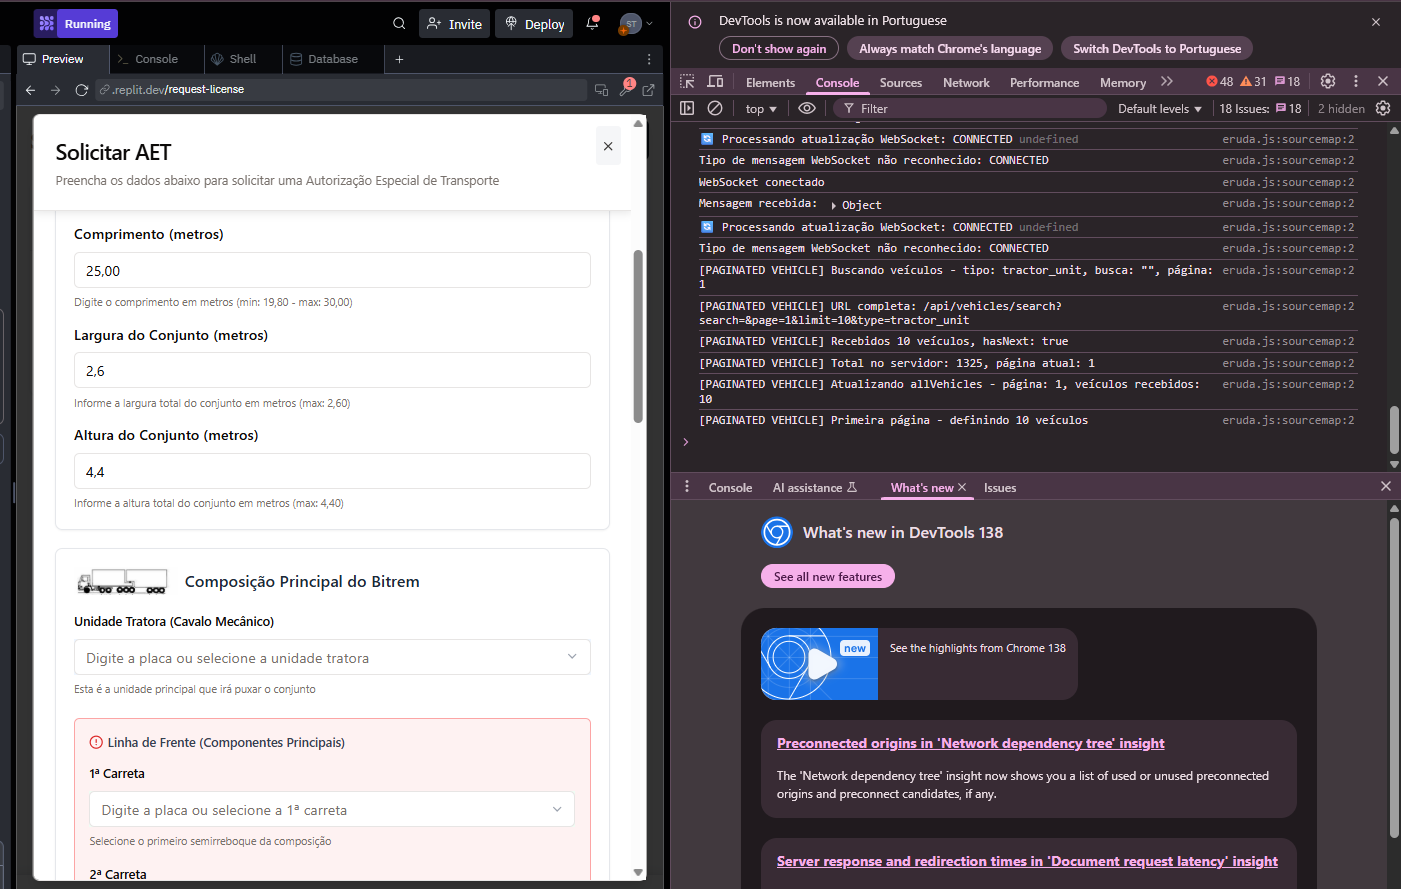 Running
Invite
Deploy
ST
Preview
Console
Shell
Database
.replit.dev/request-license
1
Solicitar AET
Preencha os dados abaixo para solicitar uma Autorização Especial de Transporte
Comprimento (metros)
25,00
Digite o comprimento em metros (min: 19,80 - max: 30,00)
Largura do Conjunto (metros)
2,6
Informe a largura total do conjunto em metros (max: 2,60)
Altura do Conjunto (metros)
4,4
Informe a altura total do conjunto em metros (max: 4,40)
Composição Principal do Bitrem
Unidade Tratora (Cavalo Mecânico)
Digite a placa ou selecione a unidade tratora
Esta é a unidade principal que irá puxar o conjunto
Linha de Frente (Componentes Principais)
1ª Carreta
Digite a placa ou selecione a 1ª carreta
Selecione o primeiro semirreboque da composição
2ª Carreta
DevTools is now available in Portuguese
Don't show again
Always match Chrome's language
Switch DevTools to Portuguese
Elements
Console
Sources
Network
Performance
Memory
48
31
18
top
Filter
Default levels
18 Issues: 18
2 hidden
Processando atualização WebSocket: CONNECTED undefined eruda.js:sourcemap:2
Tipo de mensagem WebSocket não reconhecido: CONNECTED eruda.js:sourcemap:2
WebSocket conectado eruda.js:sourcemap:2
Mensagem recebida: Object eruda.js:sourcemap:2
Processando atualização WebSocket: CONNECTED undefined eruda.js:sourcemap:2
Tipo de mensagem WebSocket não reconhecido: CONNECTED eruda.js:sourcemap:2
[PAGINATED VEHICLE] Buscando veículos - tipo: tractor_unit, busca: "", página: eruda.js:sourcemap:2
1
[PAGINATED VEHICLE] URL completa: /api/vehicles/search? eruda.js:sourcemap:2
search=&page=1&limit=10&type=tractor_unit
[PAGINATED VEHICLE] Recebidos 10 veículos, hasNext: true eruda.js:sourcemap:2
[PAGINATED VEHICLE] Total no servidor: 1325, página atual: 1 eruda.js:sourcemap:2
[PAGINATED VEHICLE] Atualizando allVehicles - página: 1, veículos recebidos: eruda.js:sourcemap:2
10
[PAGINATED VEHICLE] Primeira página - definindo 10 veículos eruda.js:sourcemap:2
Console
AI assistance
What's new
Issues
What's new in DevTools 138
See all new features
new
See the highlights from Chrome 138
Preconnected origins in 'Network dependency tree' insight
The 'Network dependency tree' insight now shows you a list of used or unused preconnected
origins and preconnect candidates, if any.
Server response and redirection times in 'Document request latency' insight